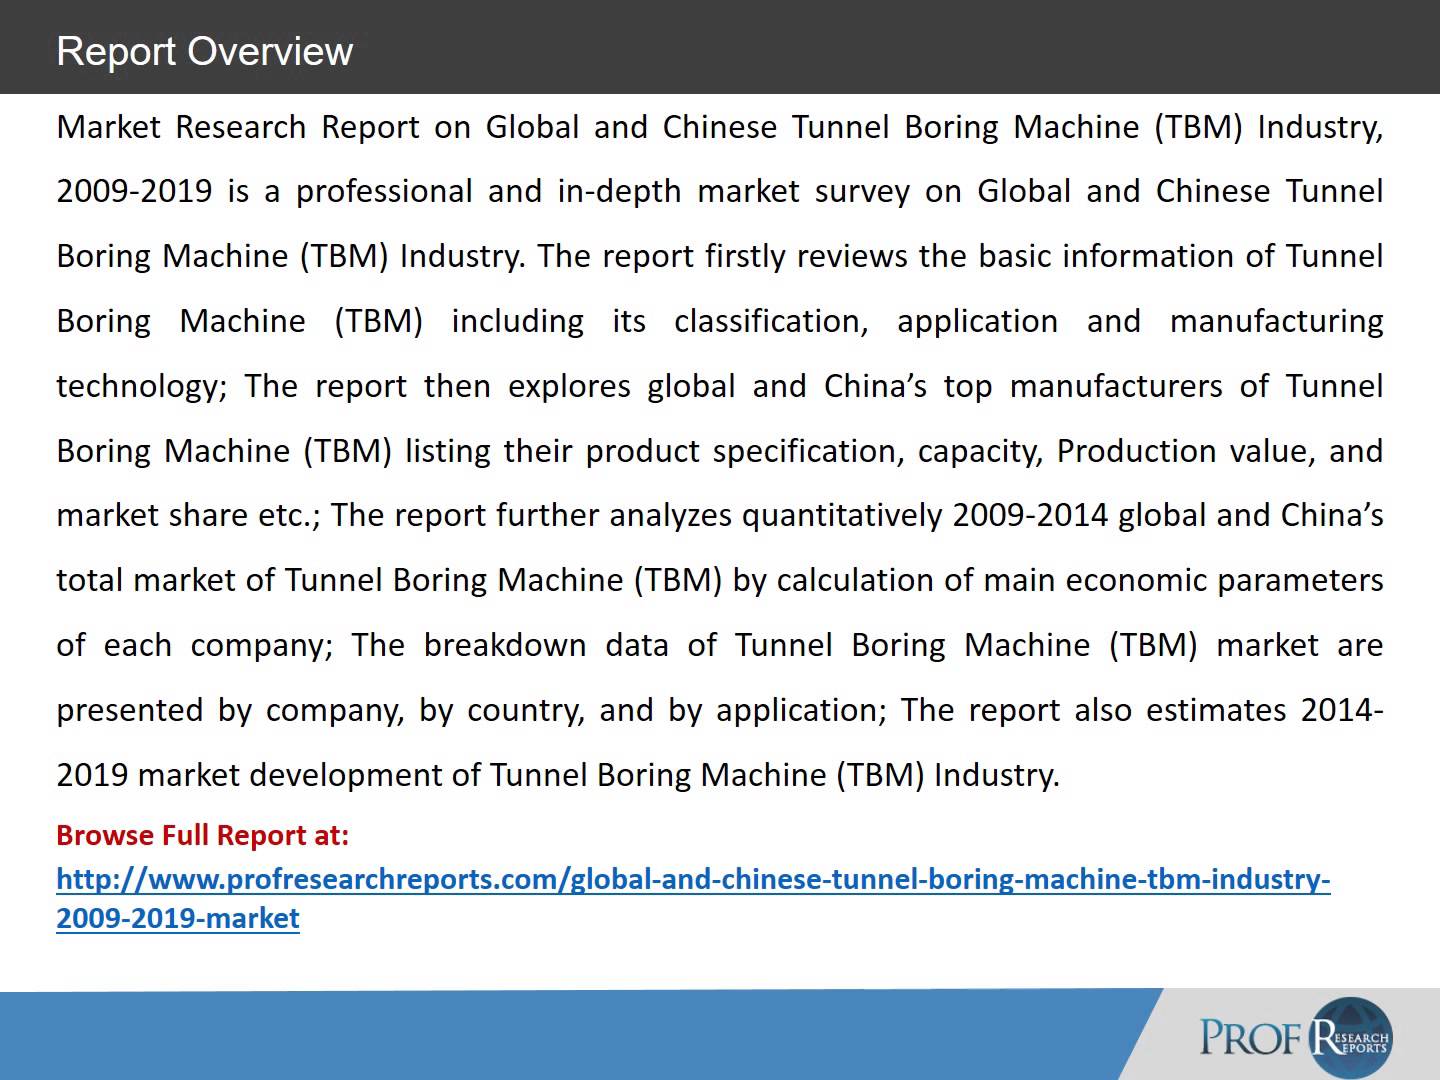 Report Overview
Market Research Report on Global and Chinese Tunnel Boring Machine (TBM) Industry,
2009-2019 is a professional and in-depth market survey on Global and Chinese Tunnel
Boring Machine (TBM) Industry. The report firstly reviews the basic information of Tunnel
Boring Machine (TBM) including its classification, application and manufacturing
technology; The report then explores global and China’s top manufacturers of Tunnel
Boring Machine (TBM) listing their product specification, capacity, Production value, and
market share etc.; The report further analyzes quantitatively 2009-2014 global and China’s
total market of Tunnel Boring Machine (TBM) by calculation of main economic parameters
of each company; The breakdown data of Tunnel Boring Machine (TBM) market are
presented by company, by country, and by application; The report also estimates 2014-
2019 market development of Tunnel Boring Machine (TBM) Industry.
Browse Full Report at:
http://www.profresearchreports.com/global-and-chinese-tunnel-boring-machine-tbm-industry-
2009-2019-market
PROF RESEARCH
REPORTS